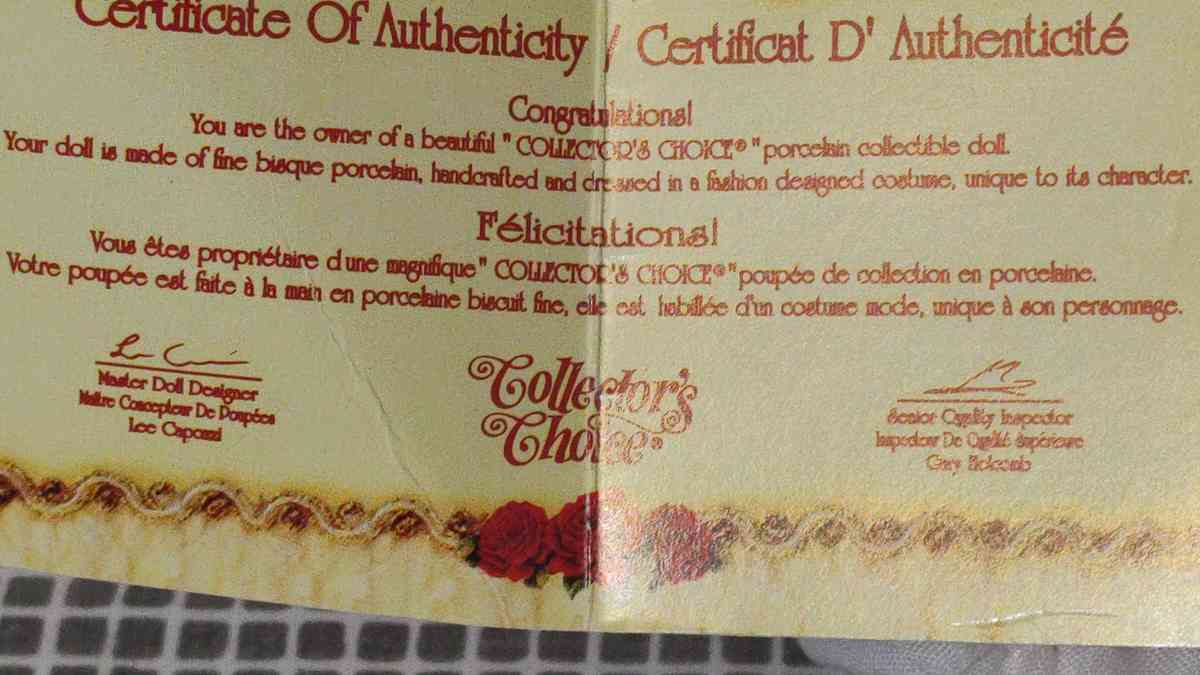 Certificate Of Authenticity / Certificat D' Authenticité
Congratulations!
You are the owner of a beautiful " COLLECTOR'S CHOICE® " porcelain collectible doll.
Your doll is made of fine bisque porcelain, handcrafted and dressed in a fashion designed costume, unique to its character.
Félicitations!
Vous êtes propriétaire d'une magnifique " COLLECTOR'S CHOICE® " poupée de collection en porcelaine.
Votre poupée est faite à la main en porcelaine biscuit fine, elle est habillée d'un costume mode, unique à son personnage.
Master Doll Designer
Maître Concepteur De Poupées
Lee Capozzi
Collector's
Choice®
Senior Quality Inspector
Inspecteur De Qualité Supérieure
Gary Holcomb